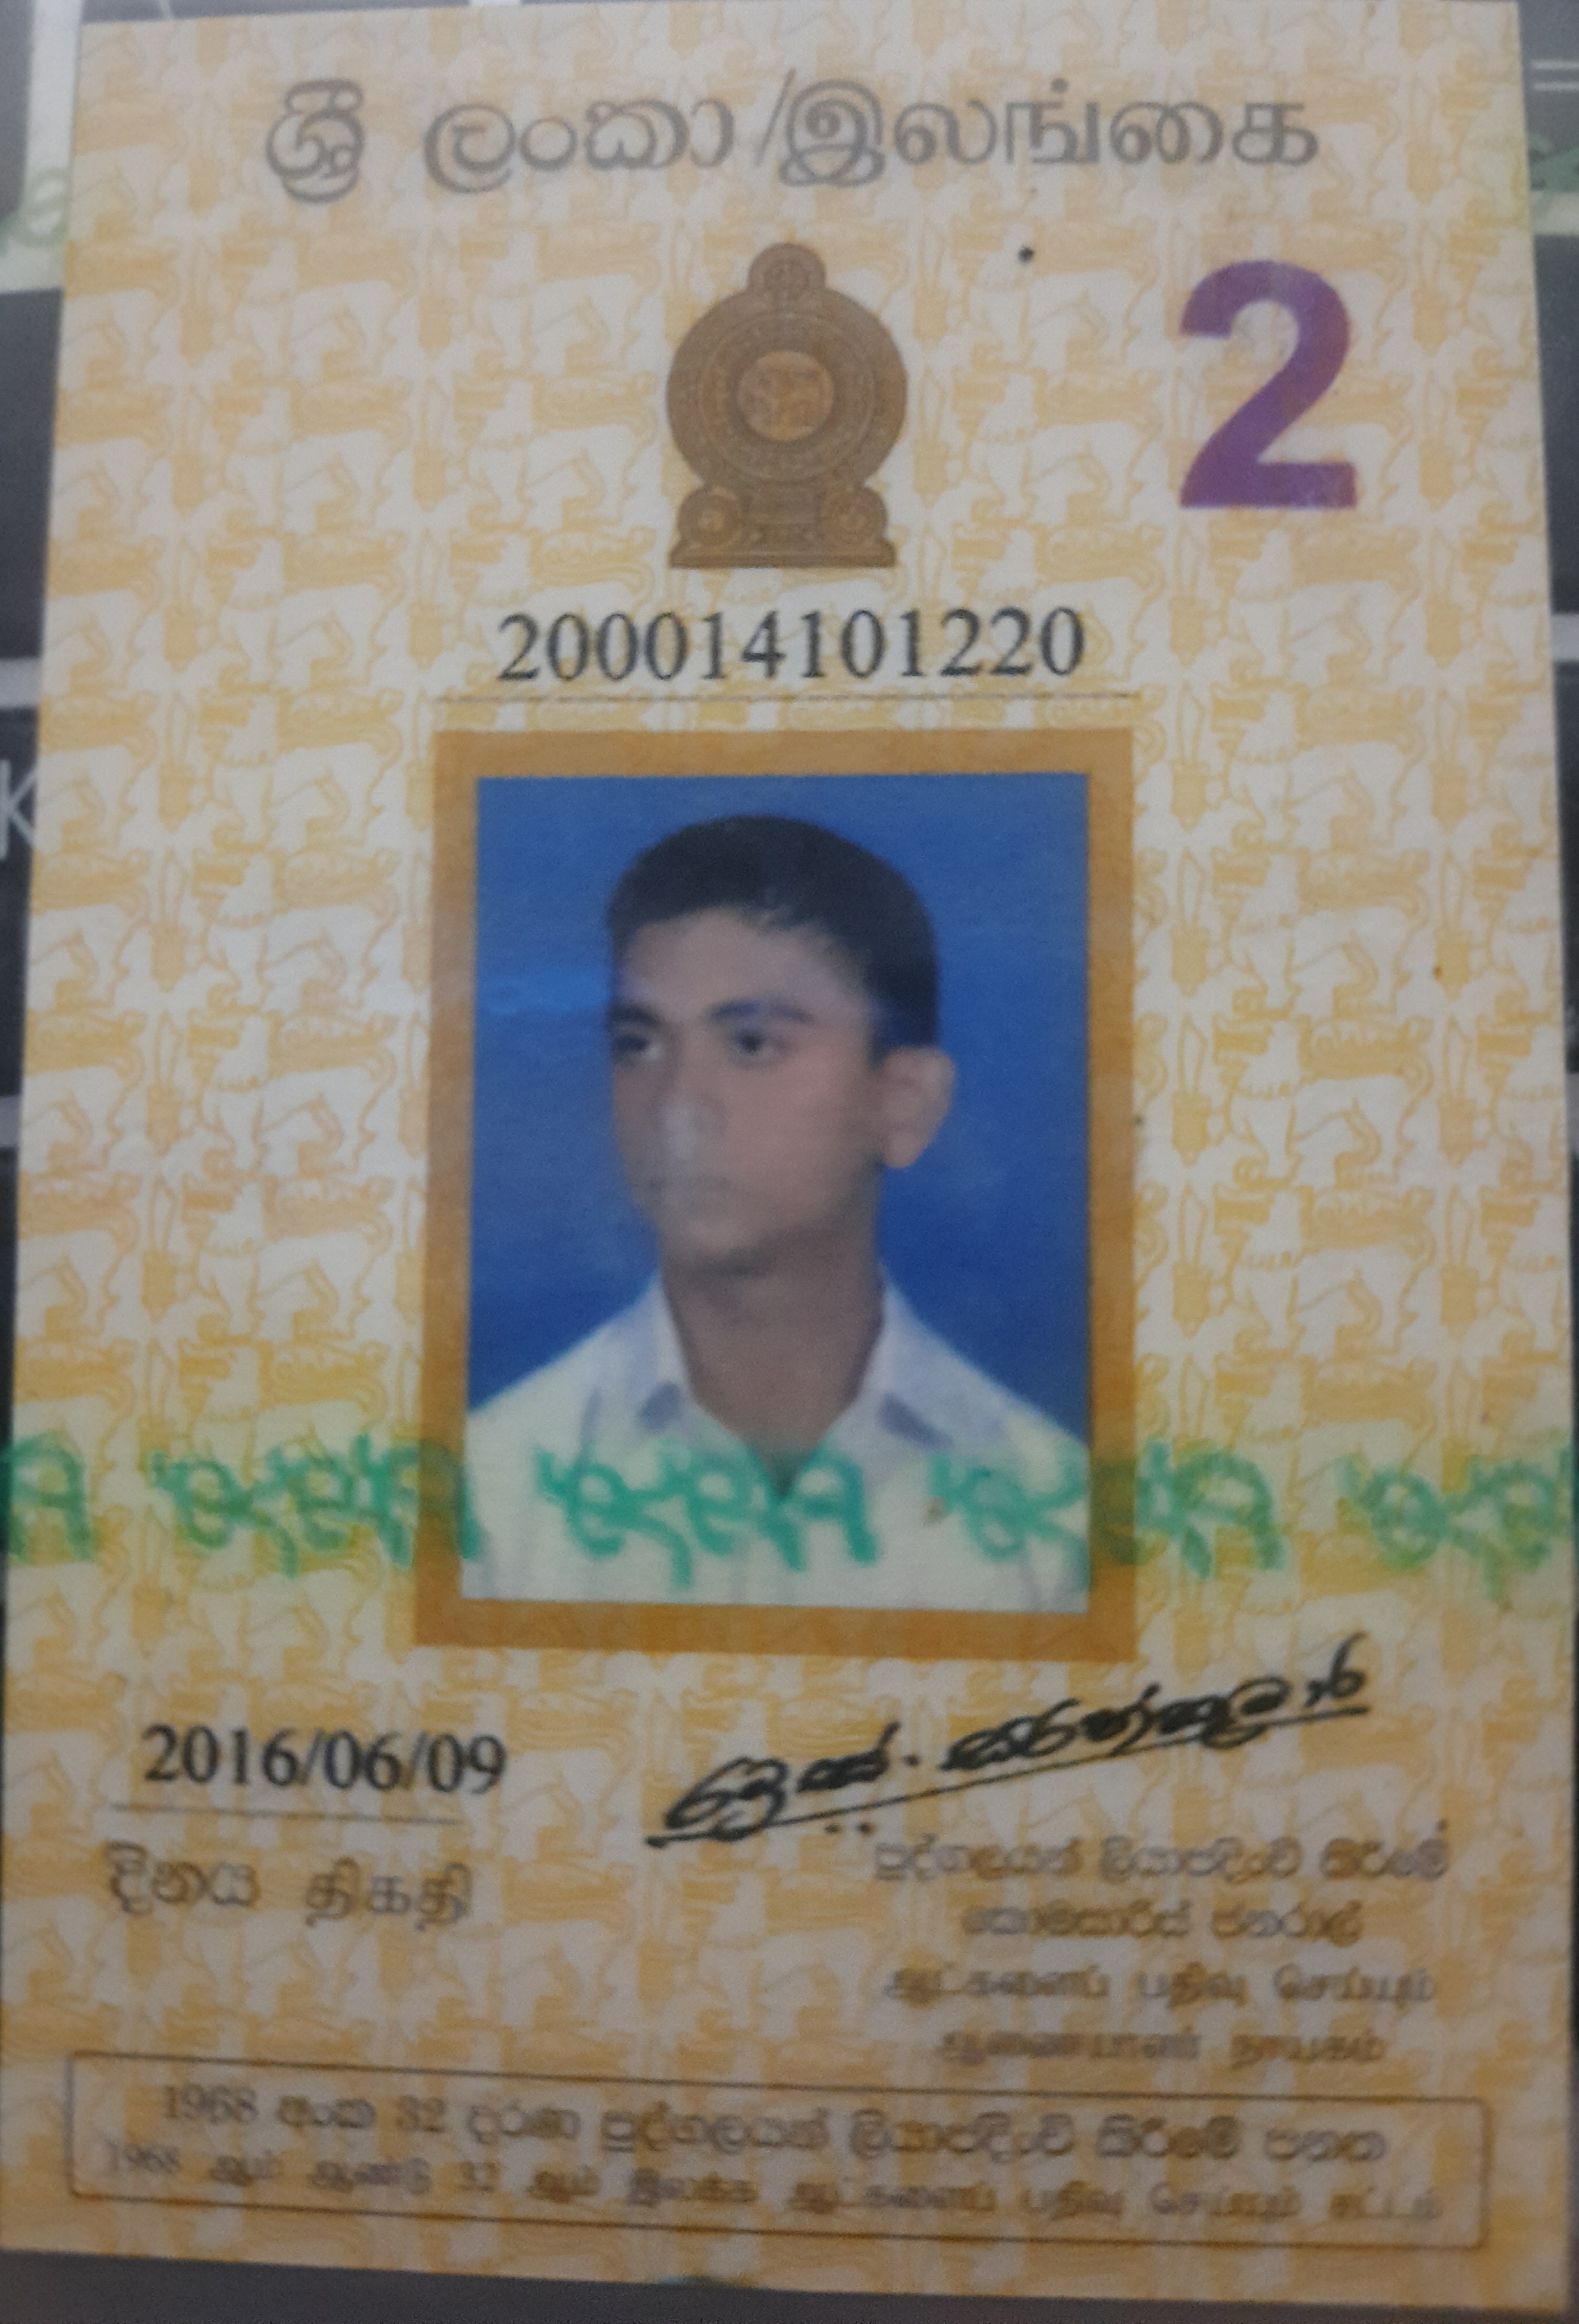 ශ්‍රී ලංකා/இலங்கை
2
200014101220
2016/06/09
දිනය திகதி
පුද්ගලයන් ලියාපදිංචි කිරීමේ
කොමසාරිස් ජනරාල්
ஆட்களைப் பதிவு செய்யும்
ஆணையாளர் நாயகம்
1968 අංක 32 දරණ පුද්ගලයන් ලියාපදිංචි කිරීමේ පනත
1968 ஆம் ஆண்டு 32 ஆம் இலக்க ஆட்களைப் பதிவு செய்யும் சட்டம்
K